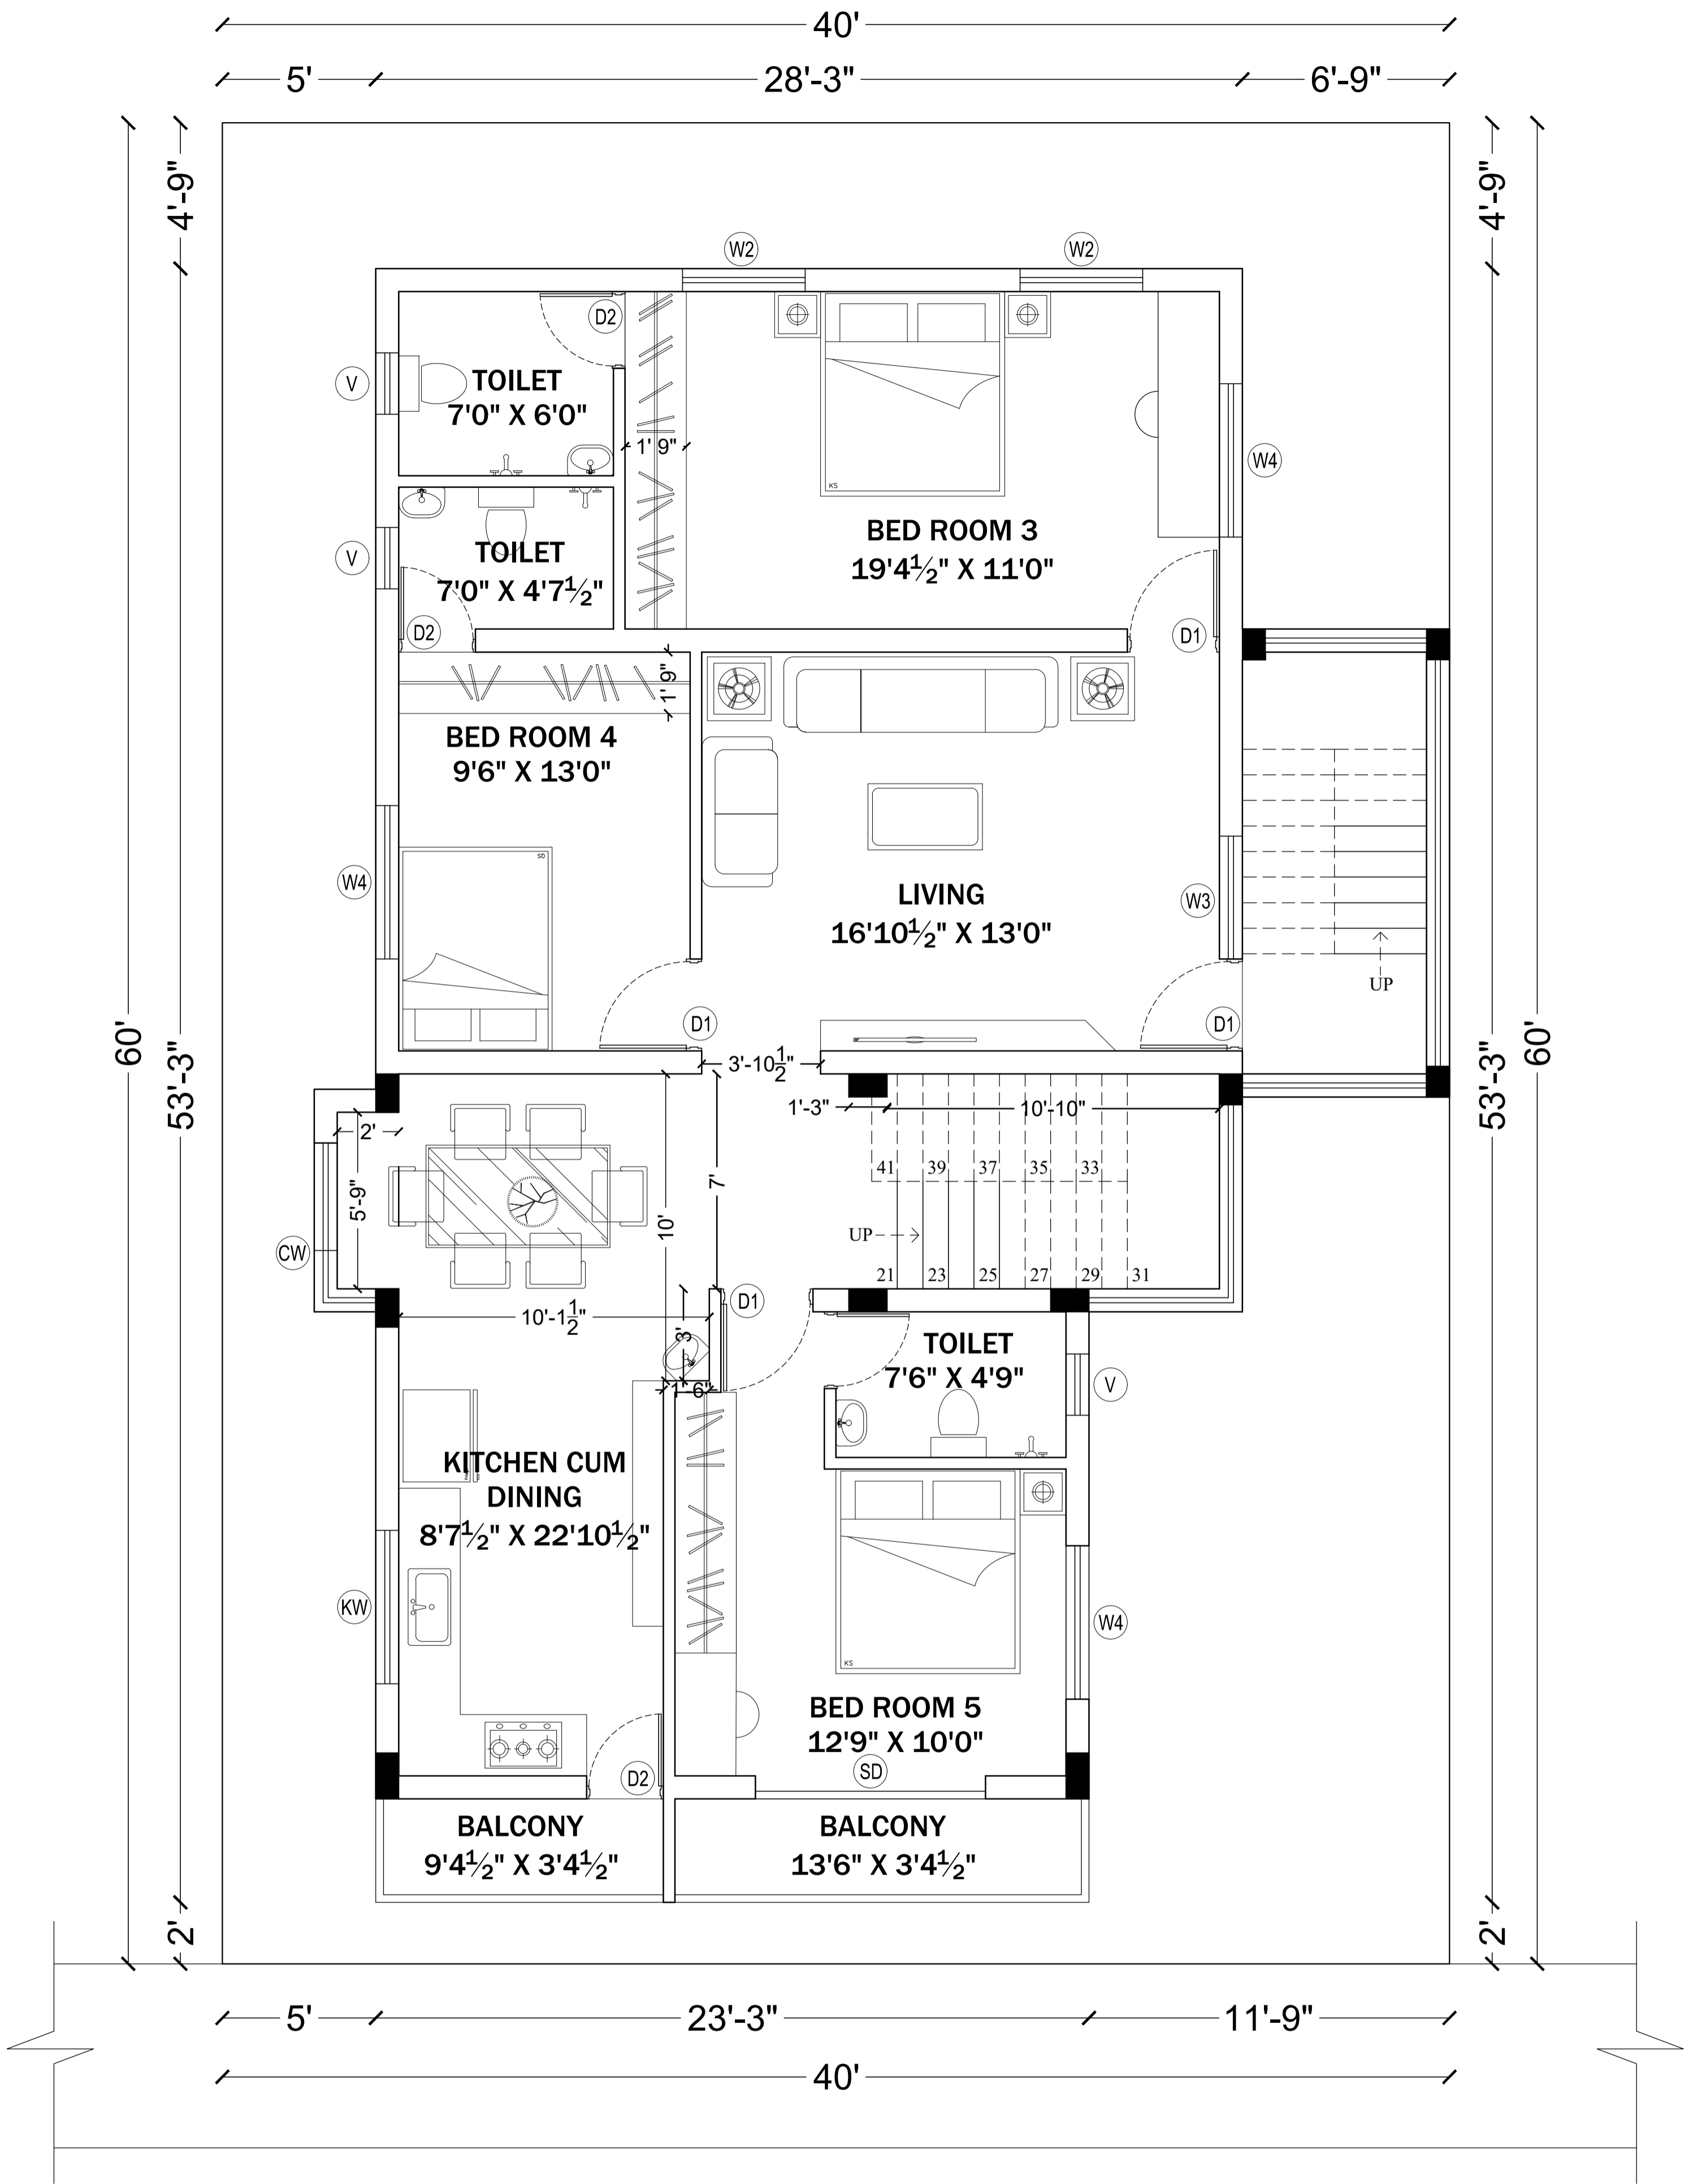 40'
5'
28'-3"
6'-9"
4'-9"
4'-9"
W2
W2
D2
V
TOILET
7'0" X 6'0"
1' 9"
W4
KS
BED ROOM 3
19'4½" X 11'0"
V
TOILET
7'0" X 4'7½"
D2
D1
1' 9"
BED ROOM 4
9'6" X 13'0"
SD
W4
LIVING
16'10½" X 13'0"
W3
UP
D1
D1
60'
53'-3"
53'-3"
60'
3'-10½"
1'-3"
10'-10"
2'
5'-9"
10'
7'
41
39
37
35
33
UP
21
23
25
27
29
31
CW
10'-1½"
3'
D1
1'-6"
TOILET
7'6" X 4'9"
V
KITCHEN CUM
DINING
8'7½" X 22'10½"
KW
W4
KS
BED ROOM 5
12'9" X 10'0"
SD
D2
BALCONY
9'4½" X 3'4½"
BALCONY
13'6" X 3'4½"
2'
2'
5'
23'-3"
11'-9"
40'